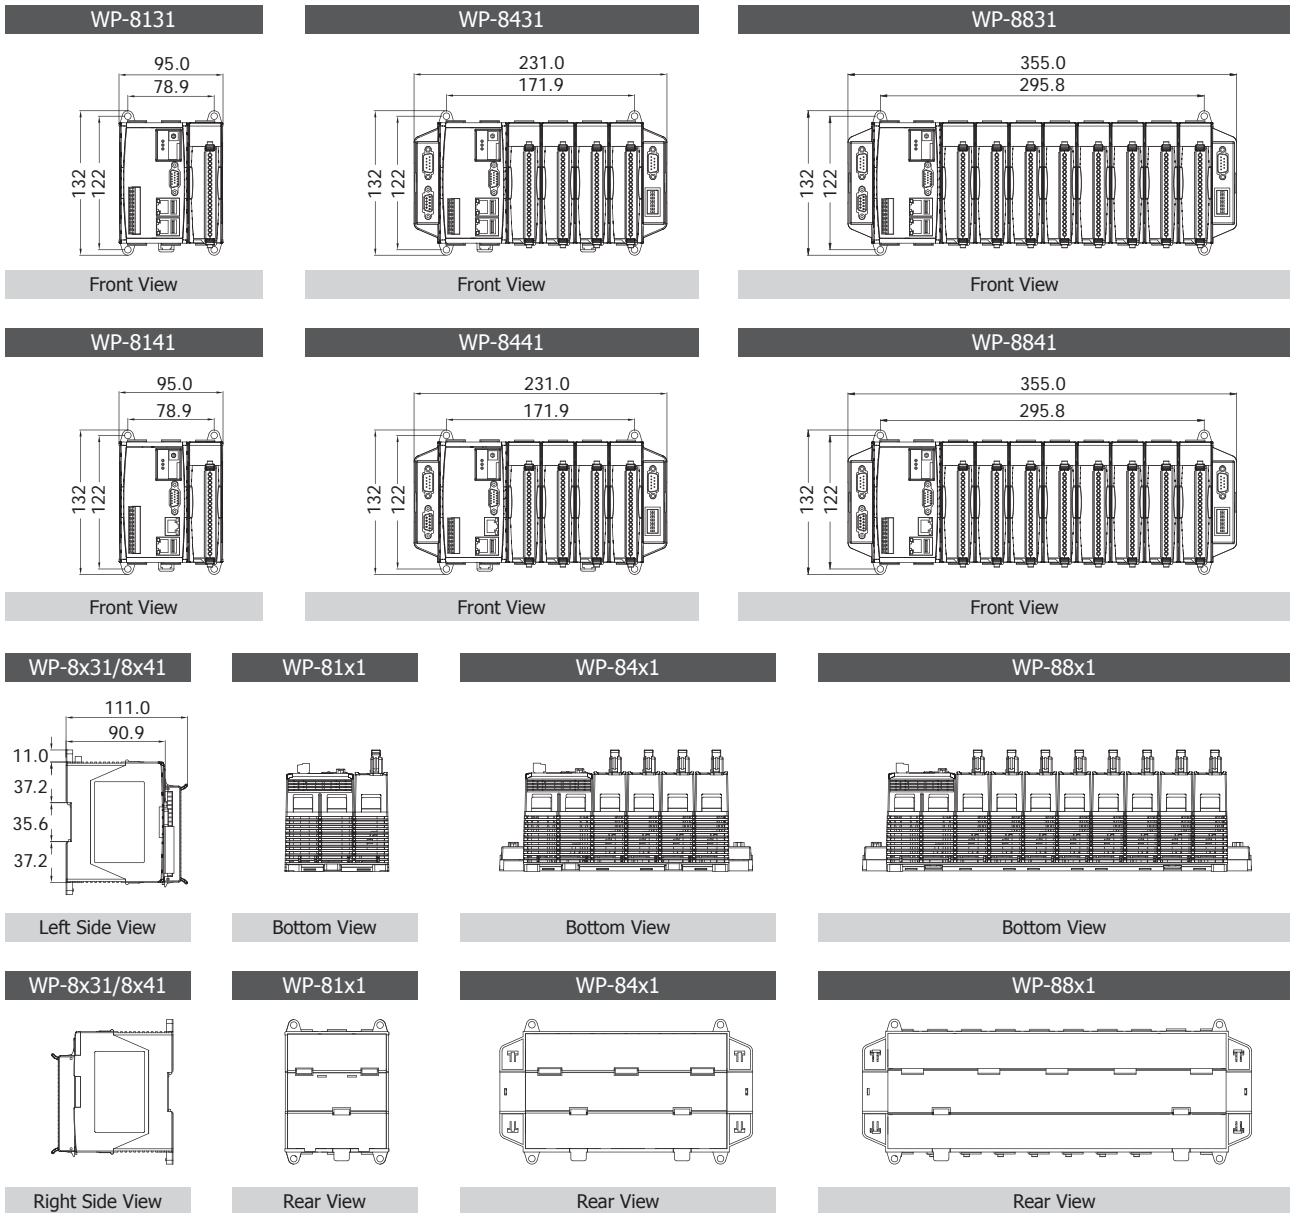 WP-8131
WP-8431
WP-8831
95.0
78.9
132
122
231.0
171.9
132
122
355.0
295.8
132
122
Front View
Front View
Front View
WP-8141
WP-8441
WP-8841
95.0
78.9
132
122
231.0
171.9
132
122
355.0
295.8
132
122
Front View
Front View
Front View
WP-8x31/8x41
WP-81x1
WP-84x1
WP-88x1
111.0
90.9
11.0
37.2
35.6
37.2
Left Side View
Bottom View
Bottom View
Bottom View
WP-8x31/8x41
WP-81x1
WP-84x1
WP-88x1
Right Side View
Rear View
Rear View
Rear View